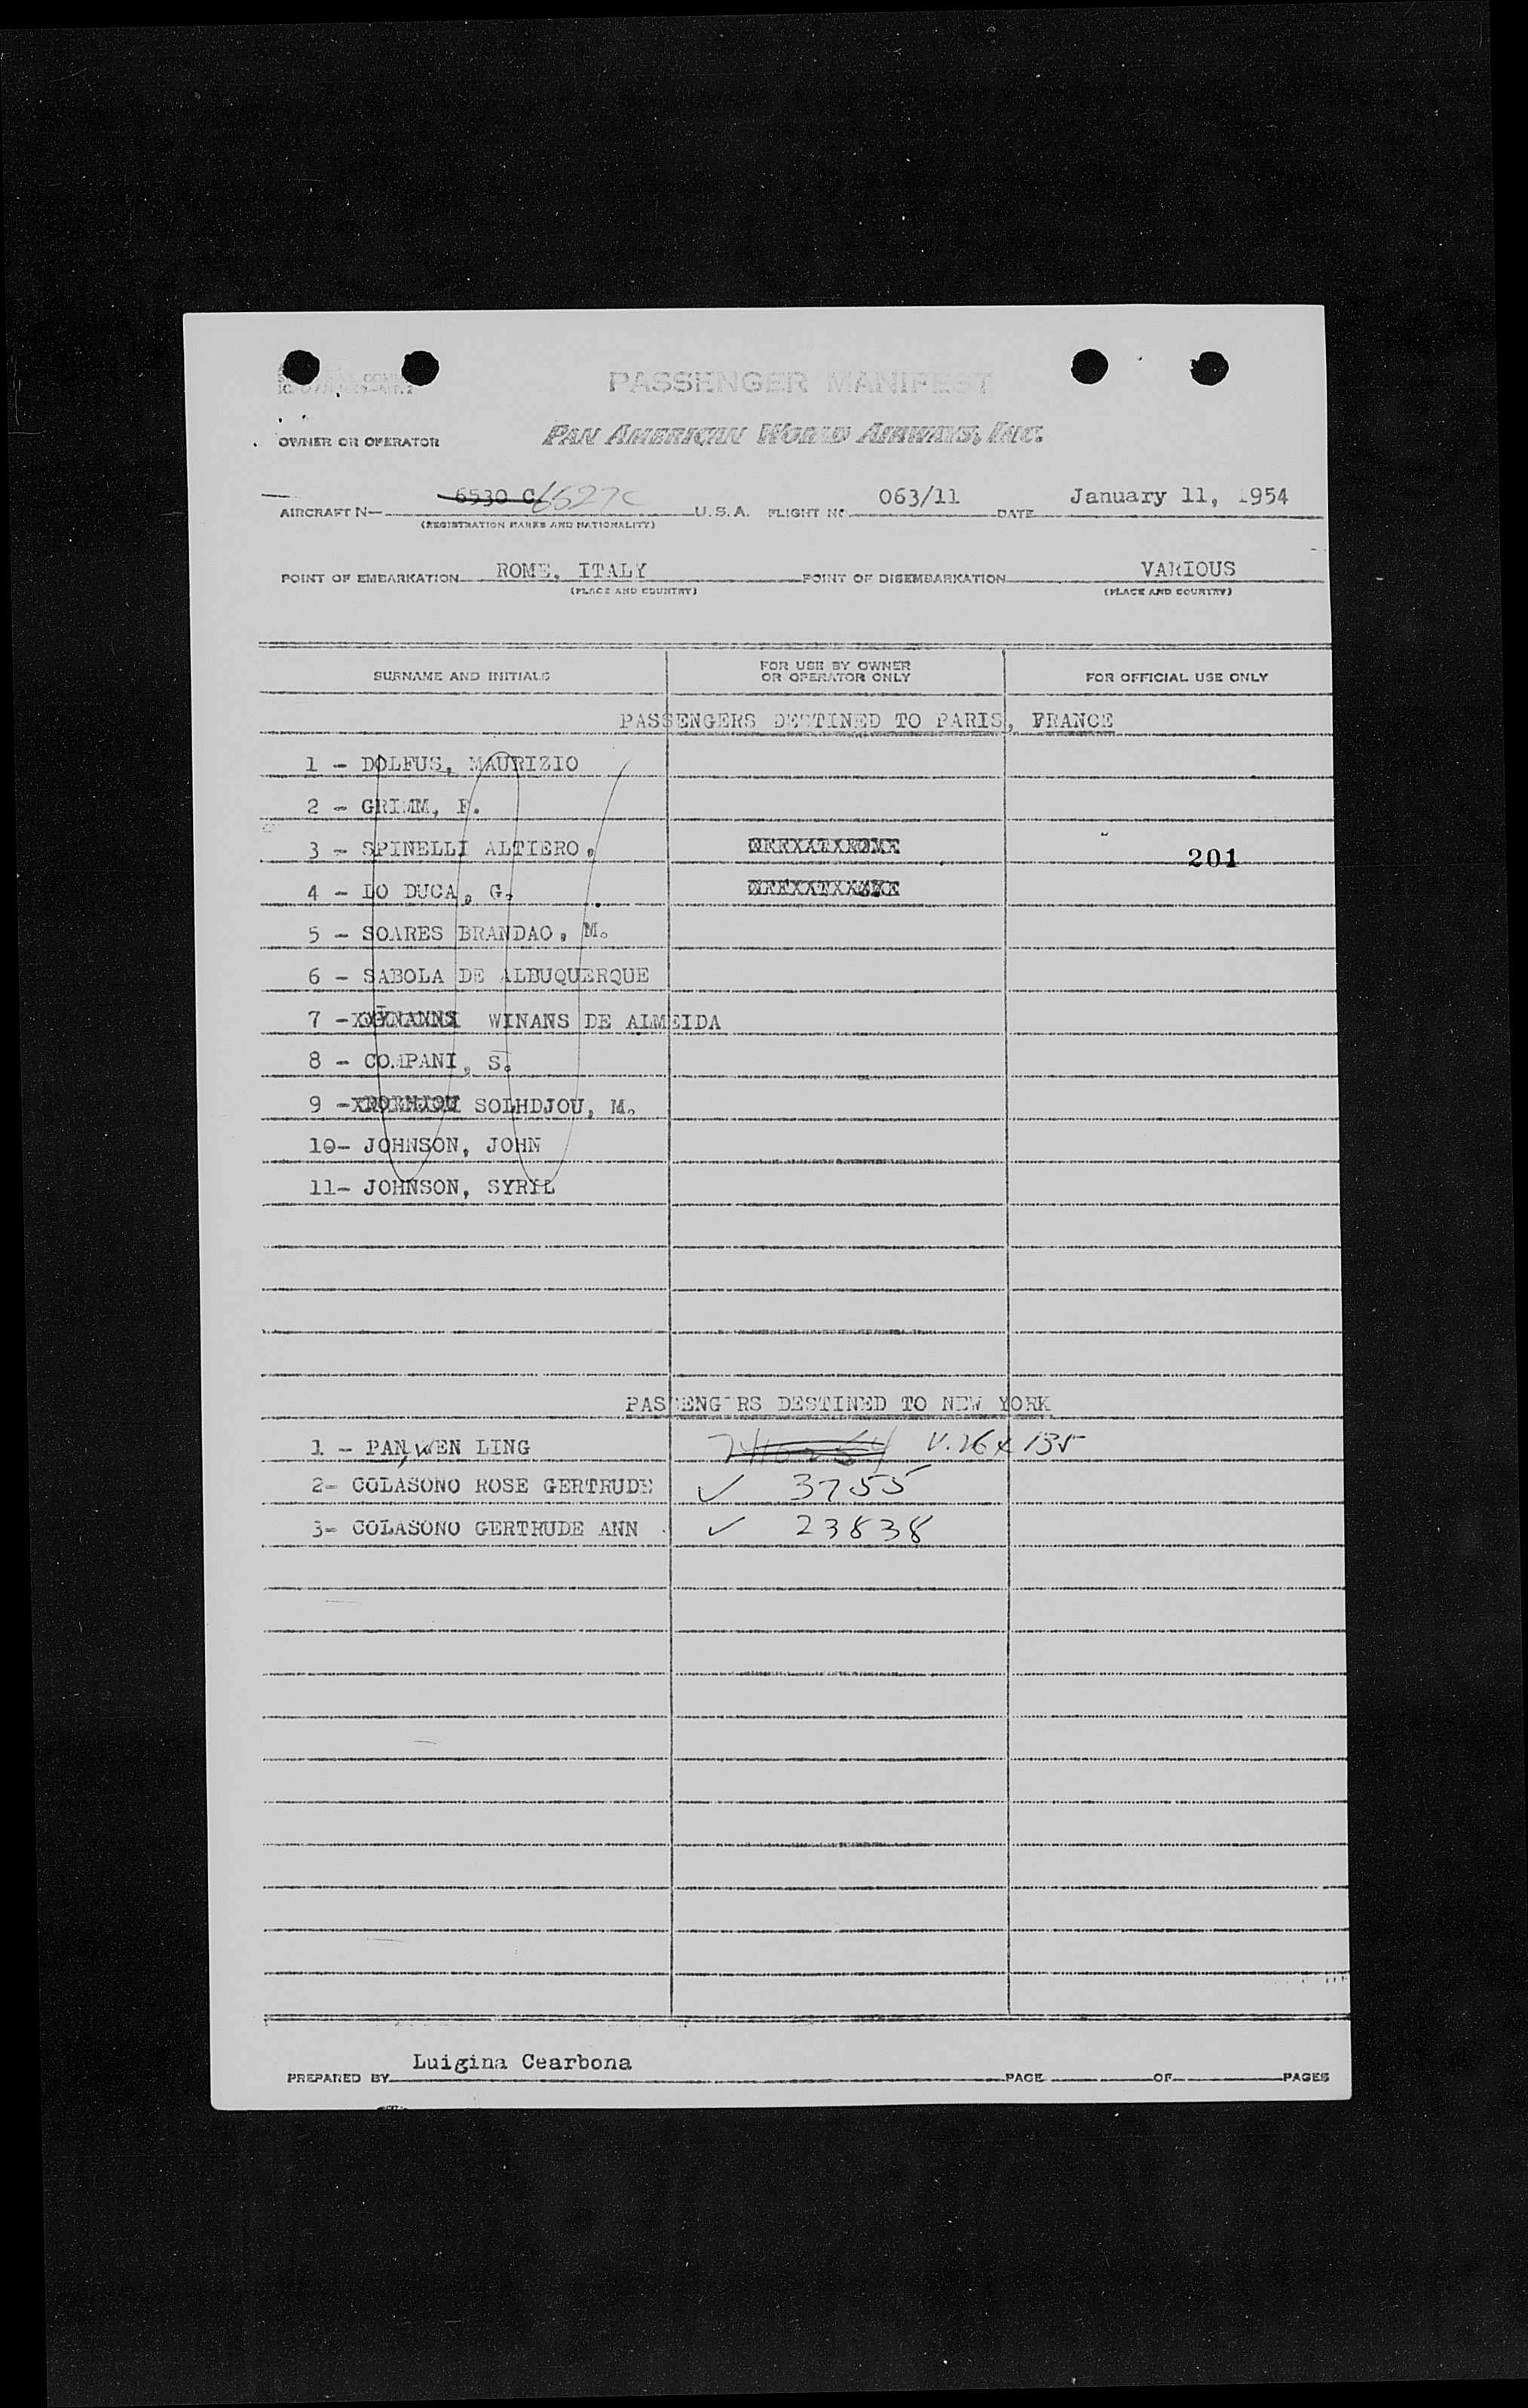 PASSENGER MANIFEST
OWNER OR OPERATOR PAN AMERICAN WORLD AIRWAYS, INC.
AIRCRAFT N— 6530 C 6527C U.S.A. FLIGHT NO. 063/11 DATE January 11, 1954
(REGISTRATION MARKS AND NATIONALITY)
POINT OF EMBARKATION ROME, ITALY POINT OF DISEMBARKATION VARIOUS
(PLACE AND COUNTRY) (PLACE AND COUNTRY)
SURNAME AND INITIALS FOR USE BY OWNER OR OPERATOR ONLY FOR OFFICIAL USE ONLY
PASSENGERS DESTINED TO PARIS, FRANCE
1 - DOLFUS, MAURIZIO
2 - GRIMM, F.
3 - SPINELLI ALTIERO,
201
4 - LO DUCA, G.
5 - SOARES BRANDAO, M.
6 - SABOLA DE ALBUQUERQUE
7 - WINANS DE ALMEIDA
8 - COMPANI, S.
9 - SOLHDJOU, M.
10- JOHNSON, JOHN
11- JOHNSON, SYRIL
PASSENGERS DESTINED TO NEW YORK
1 - PAN, WEN LING V.26 x 135
2- COLASONO ROSE GERTRUDE ✓ 3755
3- COLASONO GERTRUDE ANN ✓ 23838
PREPARED BY Luigina Cearbona PAGE OF PAGES